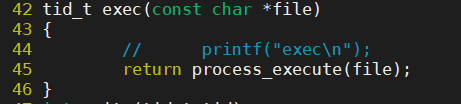 42 tid_t exec(const char *file)
43 {
44         //      printf("exec\n");
45         return process_execute(file);
46 }